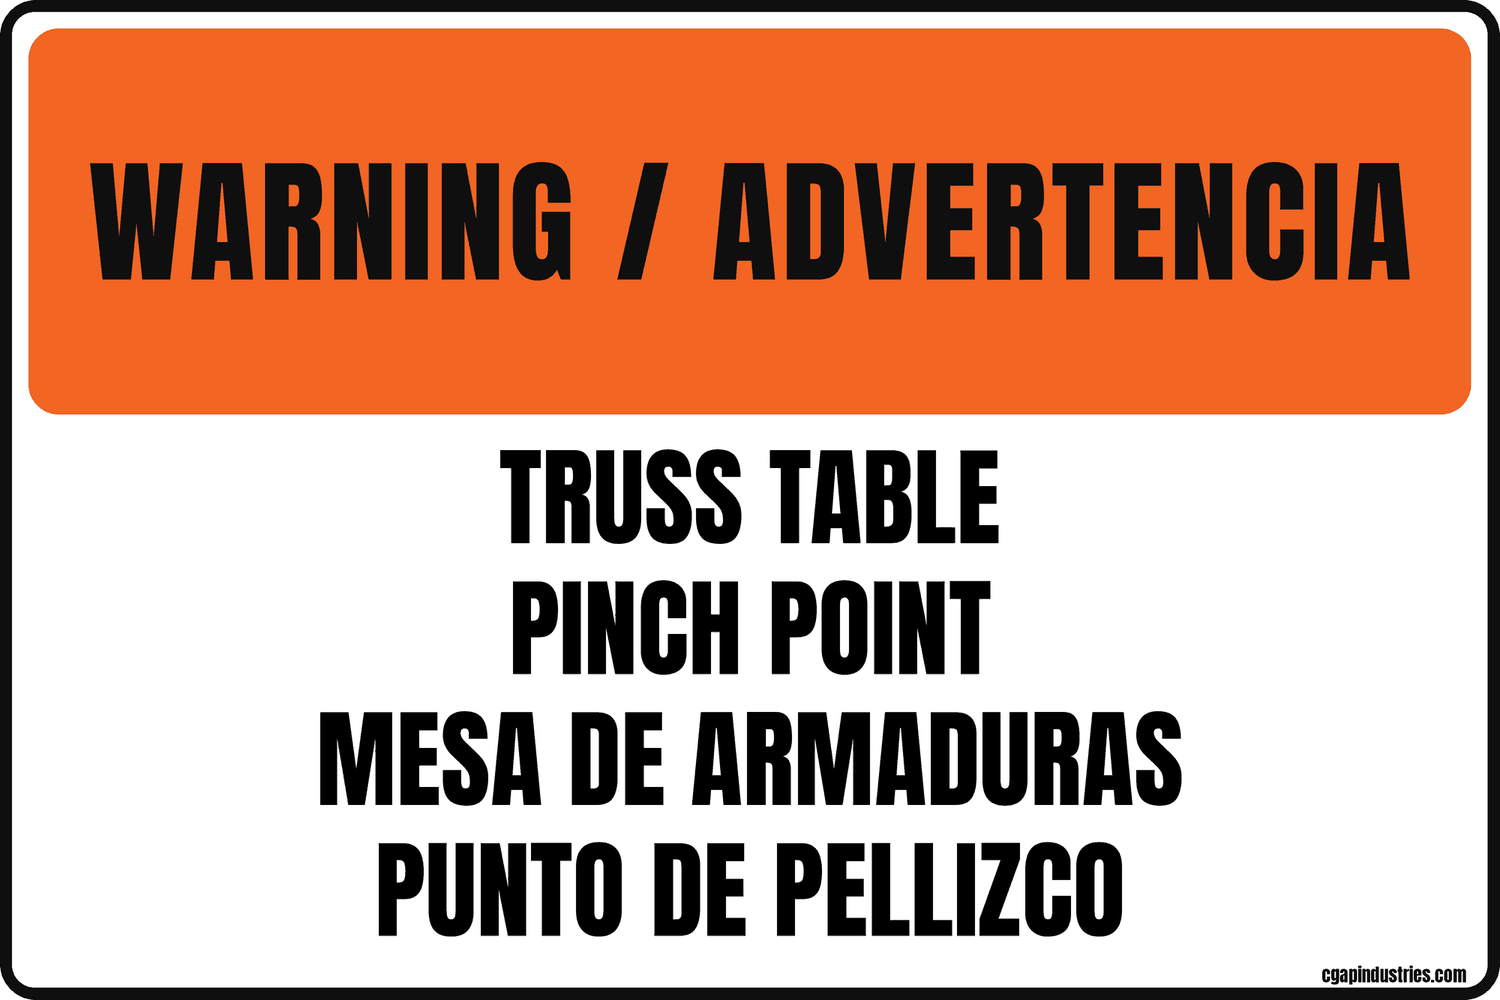 WARNING / ADVERTENCIA
TRUSS TABLE
PINCH POINT
MESA DE ARMADURAS
PUNTO DE PELLIZCO
cgapindustries.com